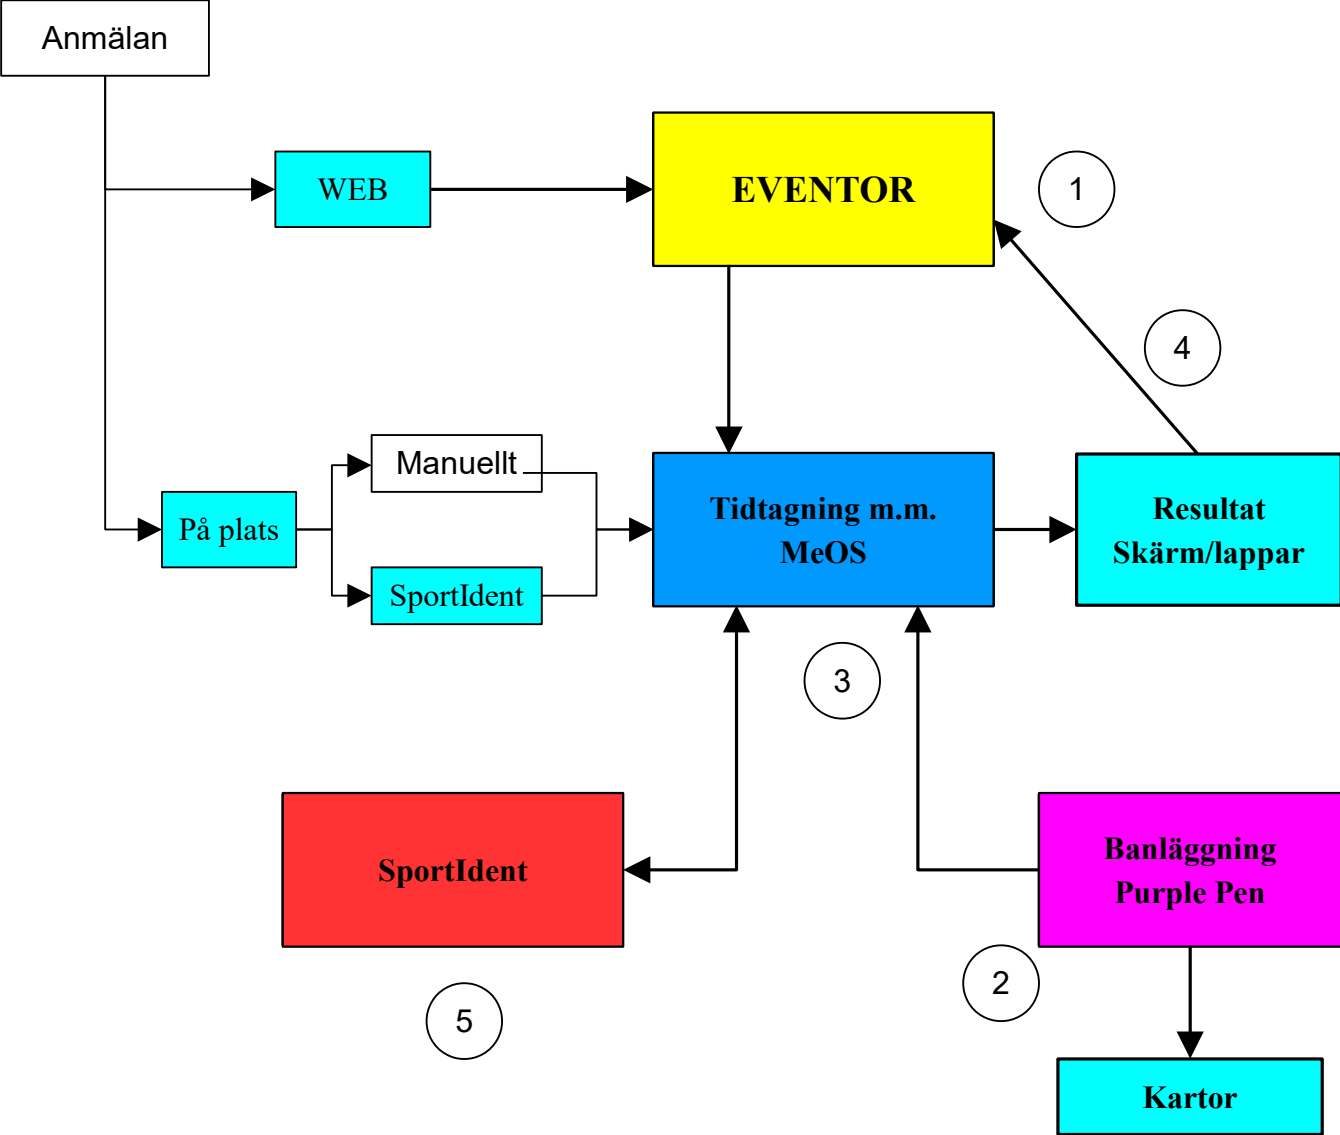 Anmälan
WEB
EVENTOR
1
4
Manuellt
På plats
SportIdent
Tidtagning m.m.
MeOS
Resultat
Skärm/lappar
3
SportIdent
Banläggning
Purple Pen
2
5
Kartor